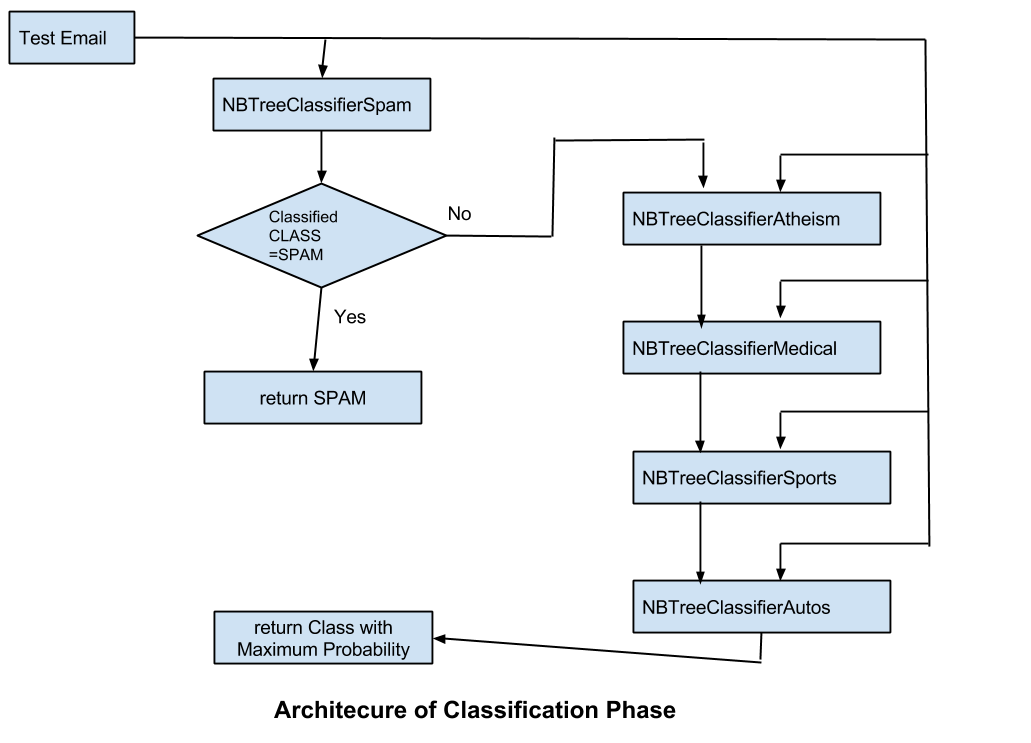 Test Email
NBTreeClassifierSpam
Classified
CLASS
=SPAM
No
Yes
return SPAM
NBTreeClassifierAtheism
NBTreeClassifierMedical
NBTreeClassifierSports
NBTreeClassifierAutos
return Class with
Maximum Probability
Architecure of Classification Phase